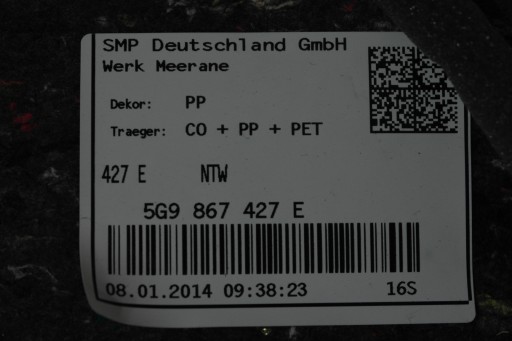 SMP Deutschland GmbH
Werk Meerane
Dekor: PP
Traeger: CO + PP + PET
427 E NTW
5G9 867 427 E
08.01.2014 09:38:23 16S